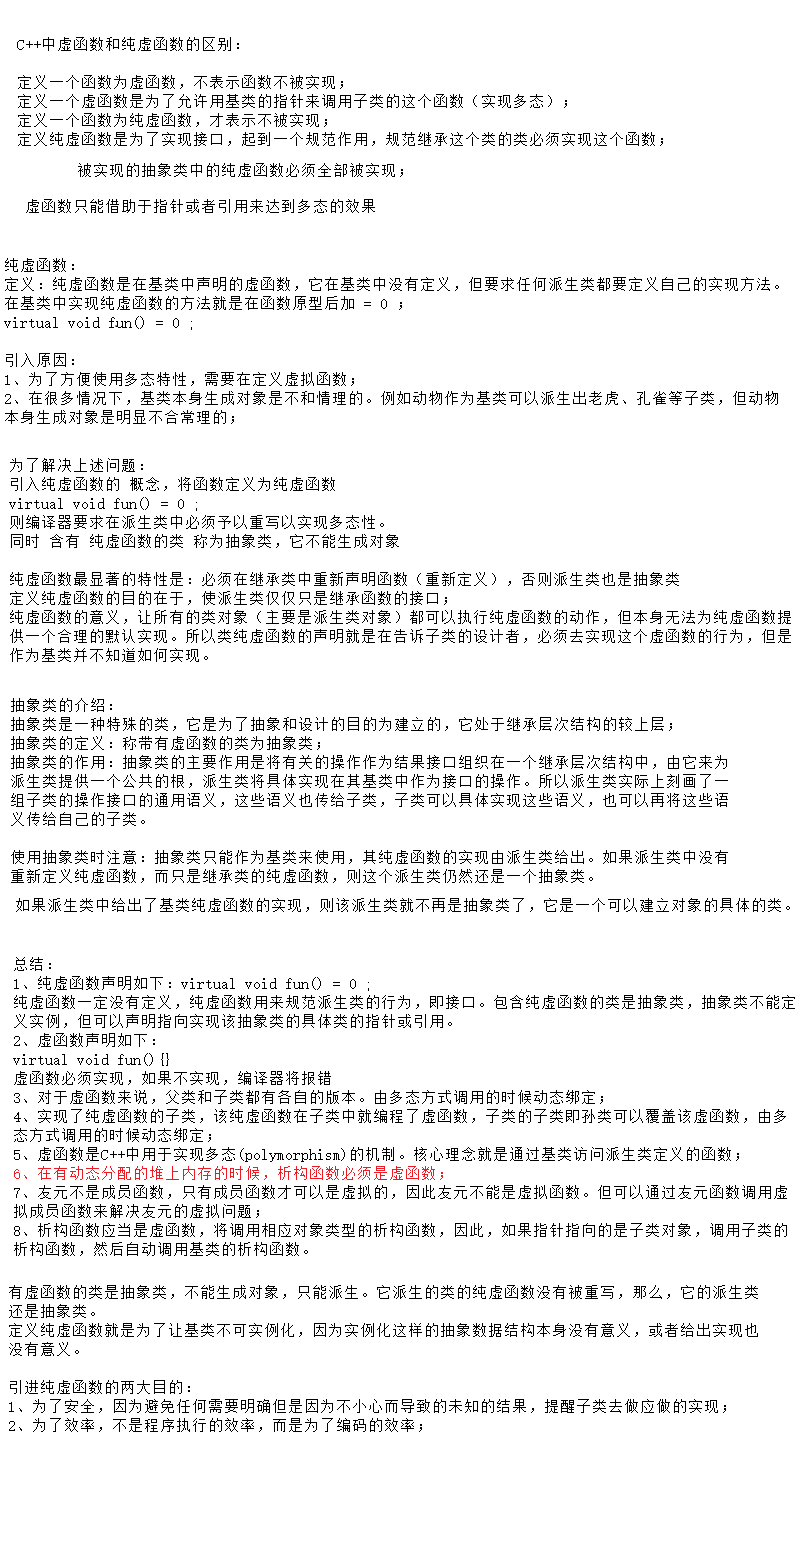 C++中虚函数和纯虚函数的区别：
定义一个函数为虚函数，不表示函数不被实现；
定义一个虚函数是为了允许用基类的指针来调用子类的这个函数（实现多态）；
定义一个函数为纯虚函数，才表示不被实现；
定义纯虚函数是为了实现接口，起到一个规范作用，规范继承这个类的类必须实现这个函数；
被实现的抽象类中的纯虚函数必须全部被实现；
虚函数只能借助于指针或者引用来达到多态的效果
纯虚函数：
定义：纯虚函数是在基类中声明的虚函数，它在基类中没有定义，但要求任何派生类都要定义自己的实现方法。
在基类中实现纯虚函数的方法就是在函数原型后加 = 0 ；
virtual void fun() = 0 ;
引入原因：
1、为了方便使用多态特性，需要在定义虚拟函数；
2、在很多情况下，基类本身生成对象是不和情理的。例如动物作为基类可以派生出老虎、孔雀等子类，但动物
本身生成对象是明显不合常理的；
为了解决上述问题：
引入纯虚函数的 概念，将函数定义为纯虚函数
virtual void fun() = 0 ;
则编译器要求在派生类中必须予以重写以实现多态性。
同时 含有 纯虚函数的类 称为抽象类，它不能生成对象
纯虚函数最显著的特性是：必须在继承类中重新声明函数（重新定义），否则派生类也是抽象类
定义纯虚函数的目的在于，使派生类仅仅只是继承函数的接口；
纯虚函数的意义，让所有的类对象（主要是派生类对象）都可以执行纯虚函数的动作，但本身无法为纯虚函数提
供一个合理的默认实现。所以类纯虚函数的声明就是在告诉子类的设计者，必须去实现这个虚函数的行为，但是
作为基类并不知道如何实现。
抽象类的介绍：
抽象类是一种特殊的类，它是为了抽象和设计的目的为建立的，它处于继承层次结构的较上层；
抽象类的定义：称带有虚函数的类为抽象类；
抽象类的作用：抽象类的主要作用是将有关的操作作为结果接口组织在一个继承层次结构中，由它来为
派生类提供一个公共的根，派生类将具体实现在其基类中作为接口的操作。所以派生类实际上刻画了一
组子类的操作接口的通用语义，这些语义也传给子类，子类可以具体实现这些语义，也可以再将这些语
义传给自己的子类。
使用抽象类时注意：抽象类只能作为基类来使用，其纯虚函数的实现由派生类给出。如果派生类中没有
重新定义纯虚函数，而只是继承类的纯虚函数，则这个派生类仍然还是一个抽象类。
如果派生类中给出了基类纯虚函数的实现，则该派生类就不再是抽象类了，它是一个可以建立对象的具体的类。
总结：
1、纯虚函数声明如下：virtual void fun() = 0 ;
纯虚函数一定没有定义，纯虚函数用来规范派生类的行为，即接口。包含纯虚函数的类是抽象类，抽象类不能定
义实例，但可以声明指向实现该抽象类的具体类的指针或引用。
2、虚函数声明如下：
virtual void fun(){}
虚函数必须实现，如果不实现，编译器将报错
3、对于虚函数来说，父类和子类都有各自的版本。由多态方式调用的时候动态绑定；
4、实现了纯虚函数的子类，该纯虚函数在子类中就编程了虚函数，子类的子类即孙类可以覆盖该虚函数，由多
态方式调用的时候动态绑定；
5、虚函数是C++中用于实现多态(polymorphism)的机制。核心理念就是通过基类访问派生类定义的函数；
6、在有动态分配的堆上内存的时候，析构函数必须是虚函数；
7、友元不是成员函数，只有成员函数才可以是虚拟的，因此友元不能是虚拟函数。但可以通过友元函数调用虚
拟成员函数来解决友元的虚拟问题；
8、析构函数应当是虚函数，将调用相应对象类型的析构函数，因此，如果指针指向的是子类对象，调用子类的
析构函数，然后自动调用基类的析构函数。
有虚函数的类是抽象类，不能生成对象，只能派生。它派生的类的纯虚函数没有被重写，那么，它的派生类
还是抽象类。
定义纯虚函数就是为了让基类不可实例化，因为实例化这样的抽象数据结构本身没有意义，或者给出实现也
没有意义。
引进纯虚函数的两大目的：
1、为了安全，因为避免任何需要明确但是因为不小心而导致的未知的结果，提醒子类去做应做的实现；
2、为了效率，不是程序执行的效率，而是为了编码的效率；